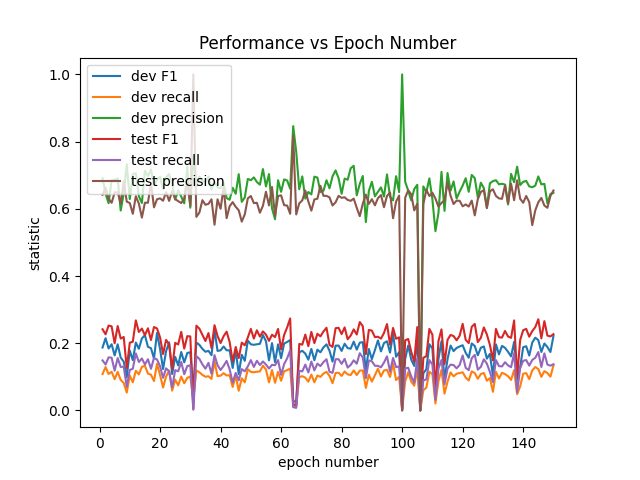 Performance vs Epoch Number
dev F1
dev recall
dev precision
test F1
test recall
test precision
statistic
1.0
0.8
0.6
0.4
0.2
0.0
0 20 40 60 80 100 120 140
epoch number